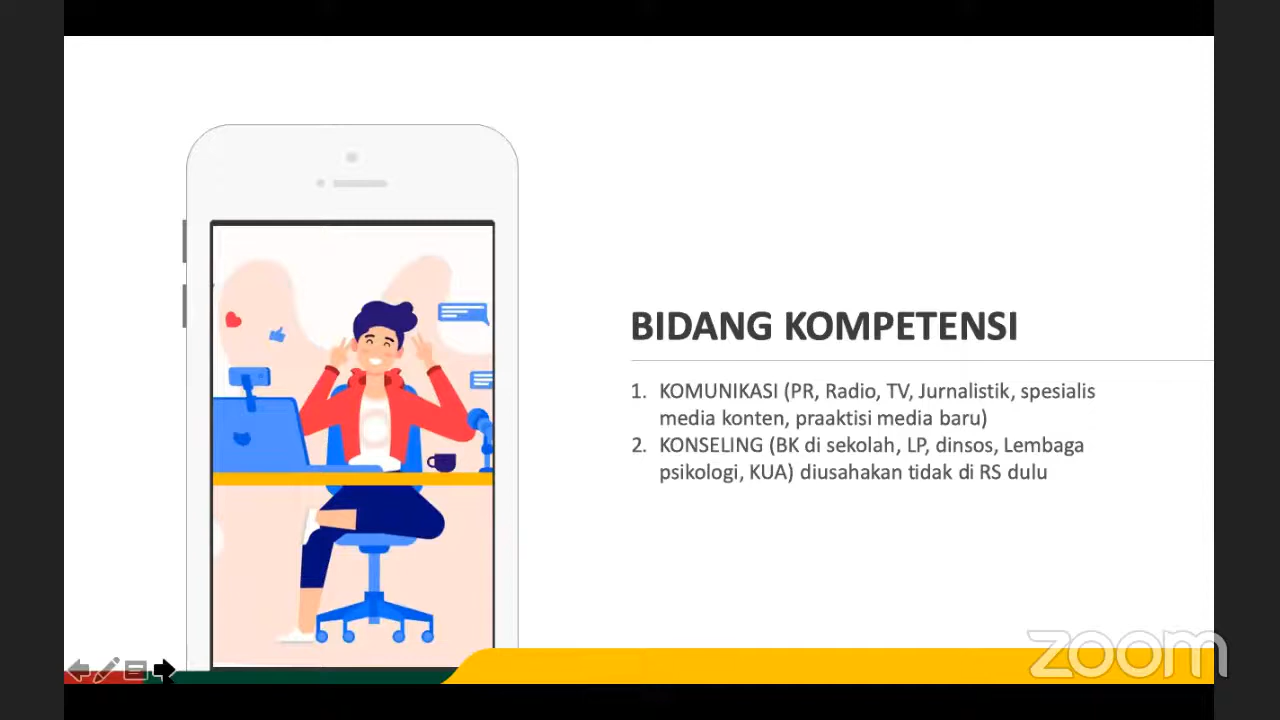 BIDANG KOMPETENSI
1. KOMUNIKASI (PR, Radio, TV, Jurnalistik, spesialis
media konten, praaktisi media baru)
2. KONSELING (BK di sekolah, LP, dinsos, Lembaga
psikologi, KUA) diusahakan tidak di RS dulu
zoom